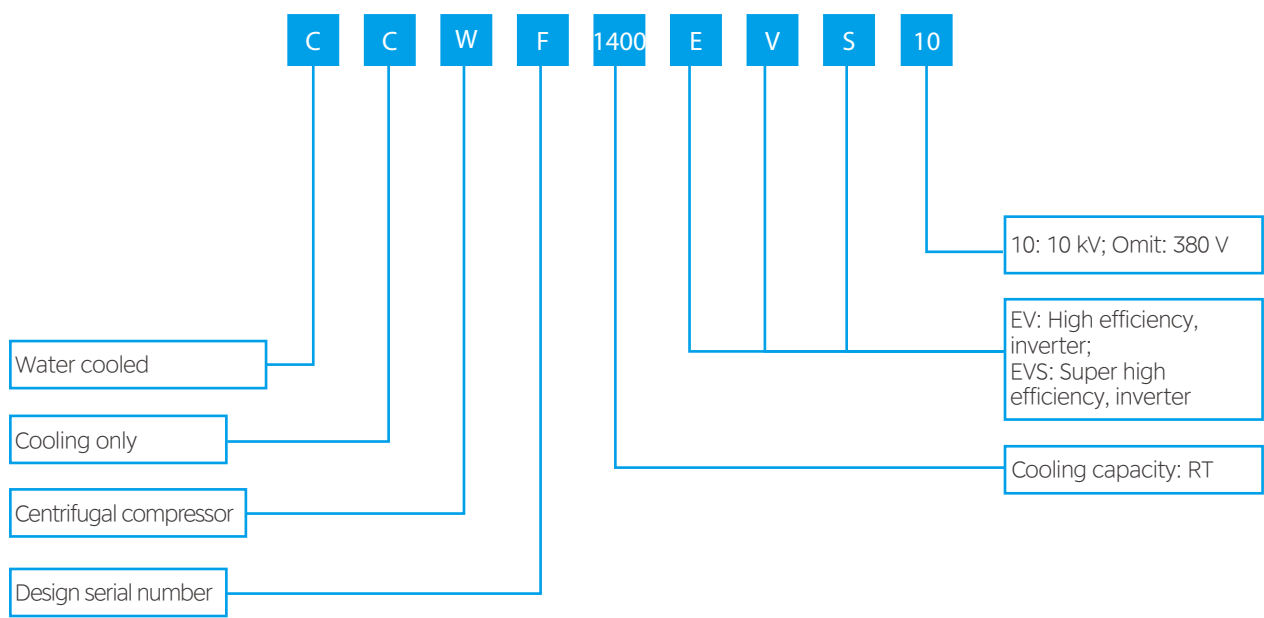 C C W F 1400 E V S 10
10: 10 kV; Omit: 380 V
EV: High efficiency,
inverter;
EVS: Super high
efficiency, inverter
Water cooled
Cooling only
Cooling capacity: RT
Centrifugal compressor
Design serial number